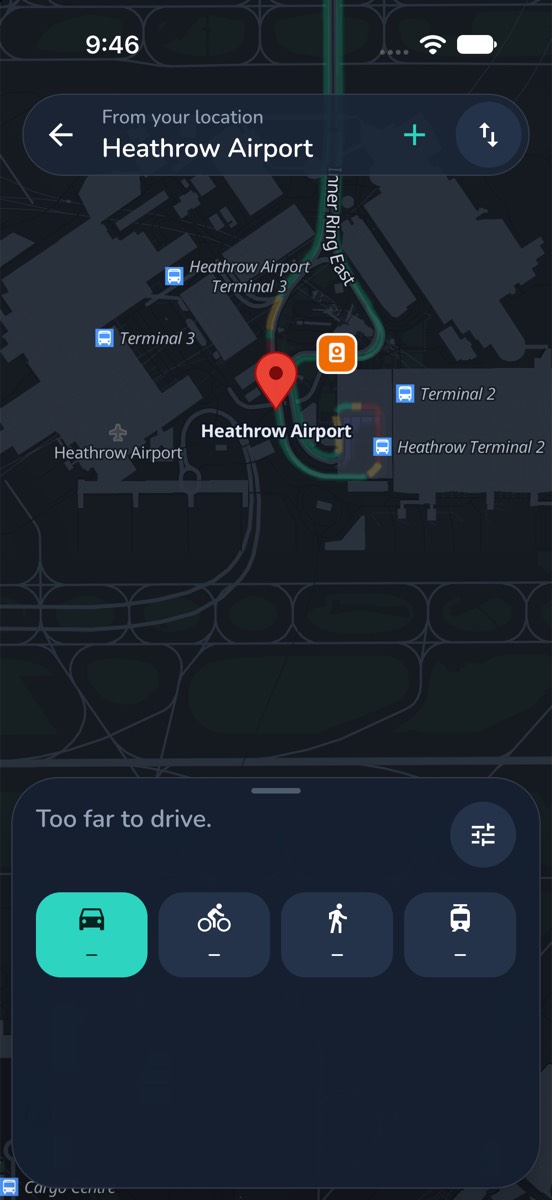 9:46
From your location
Heathrow Airport
Inner Ring East
Heathrow Airport
Terminal 3
Terminal 3
Terminal 2
Heathrow Airport
Heathrow Terminal 2
Heathrow Airport
Too far to drive.
–
–
–
–
Cargo Centre